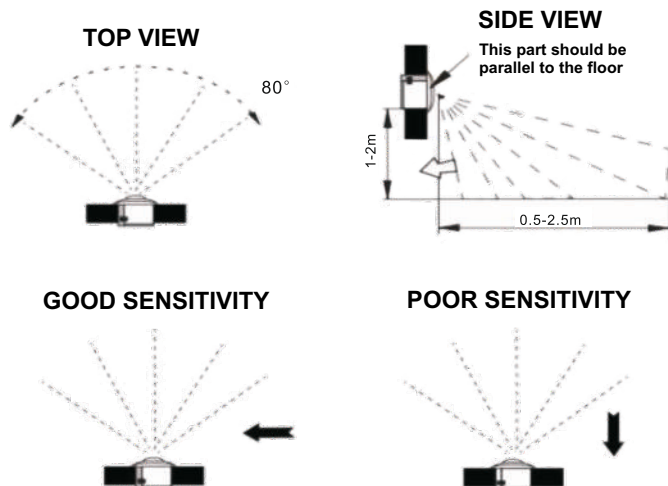 TOP VIEW
80°
SIDE VIEW
This part should be
parallel to the floor
1-2m
0.5-2.5m
GOOD SENSITIVITY
POOR SENSITIVITY